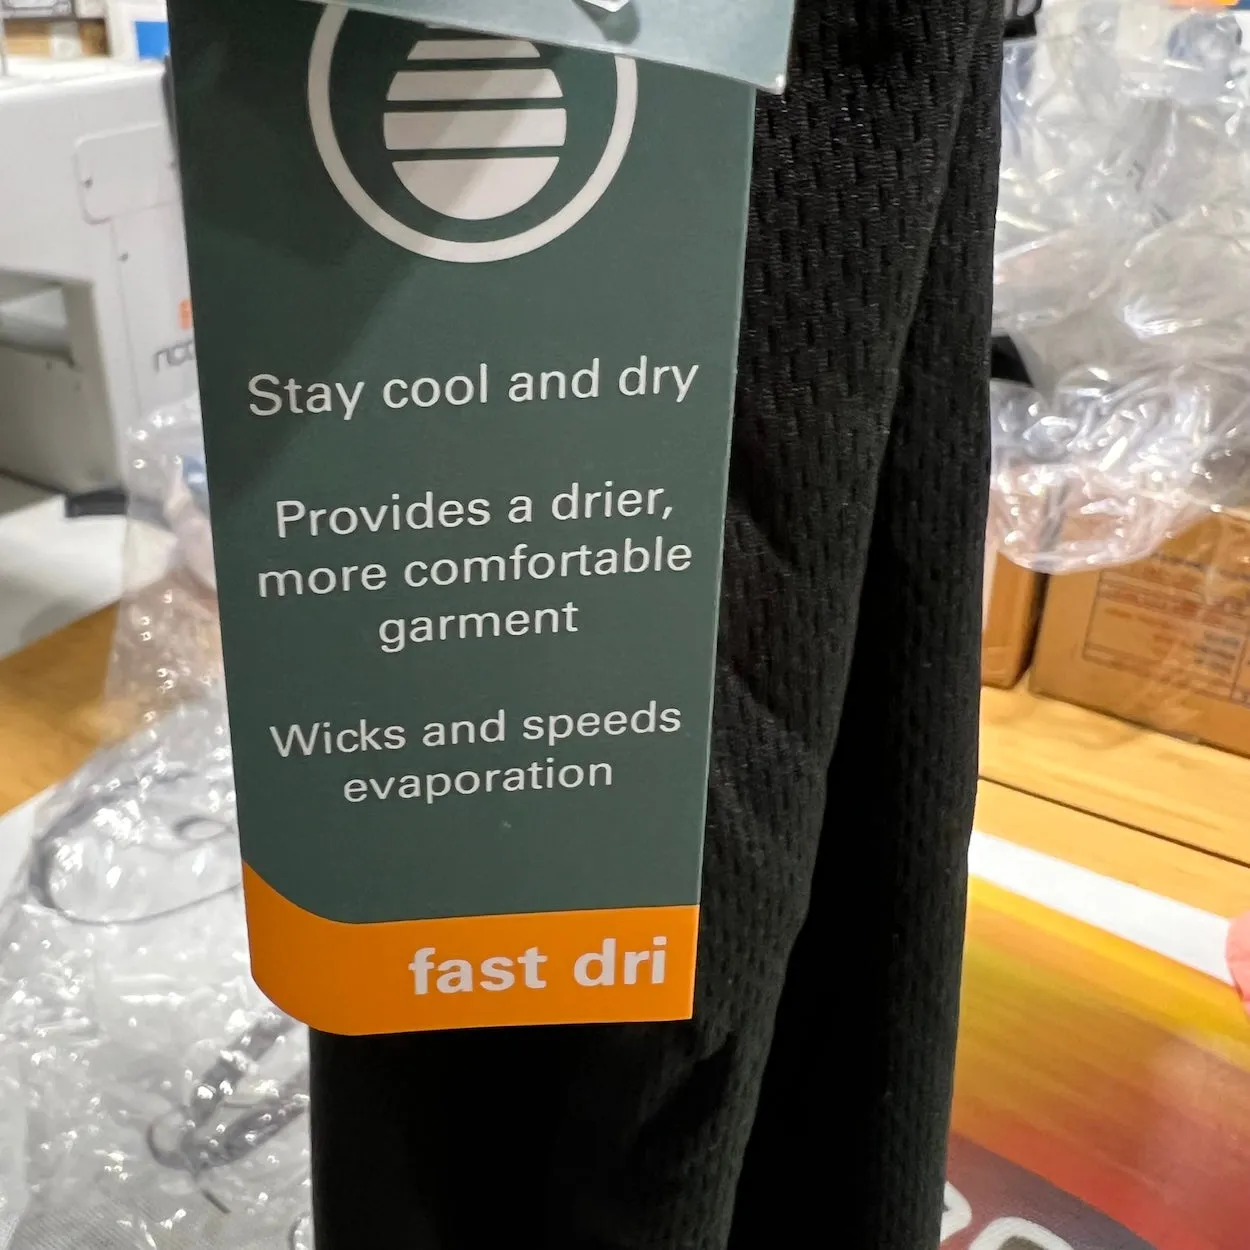 Stay cool and dry
Provides a drier,
more comfortable
garment
Wicks and speeds
evaporation
fast dri